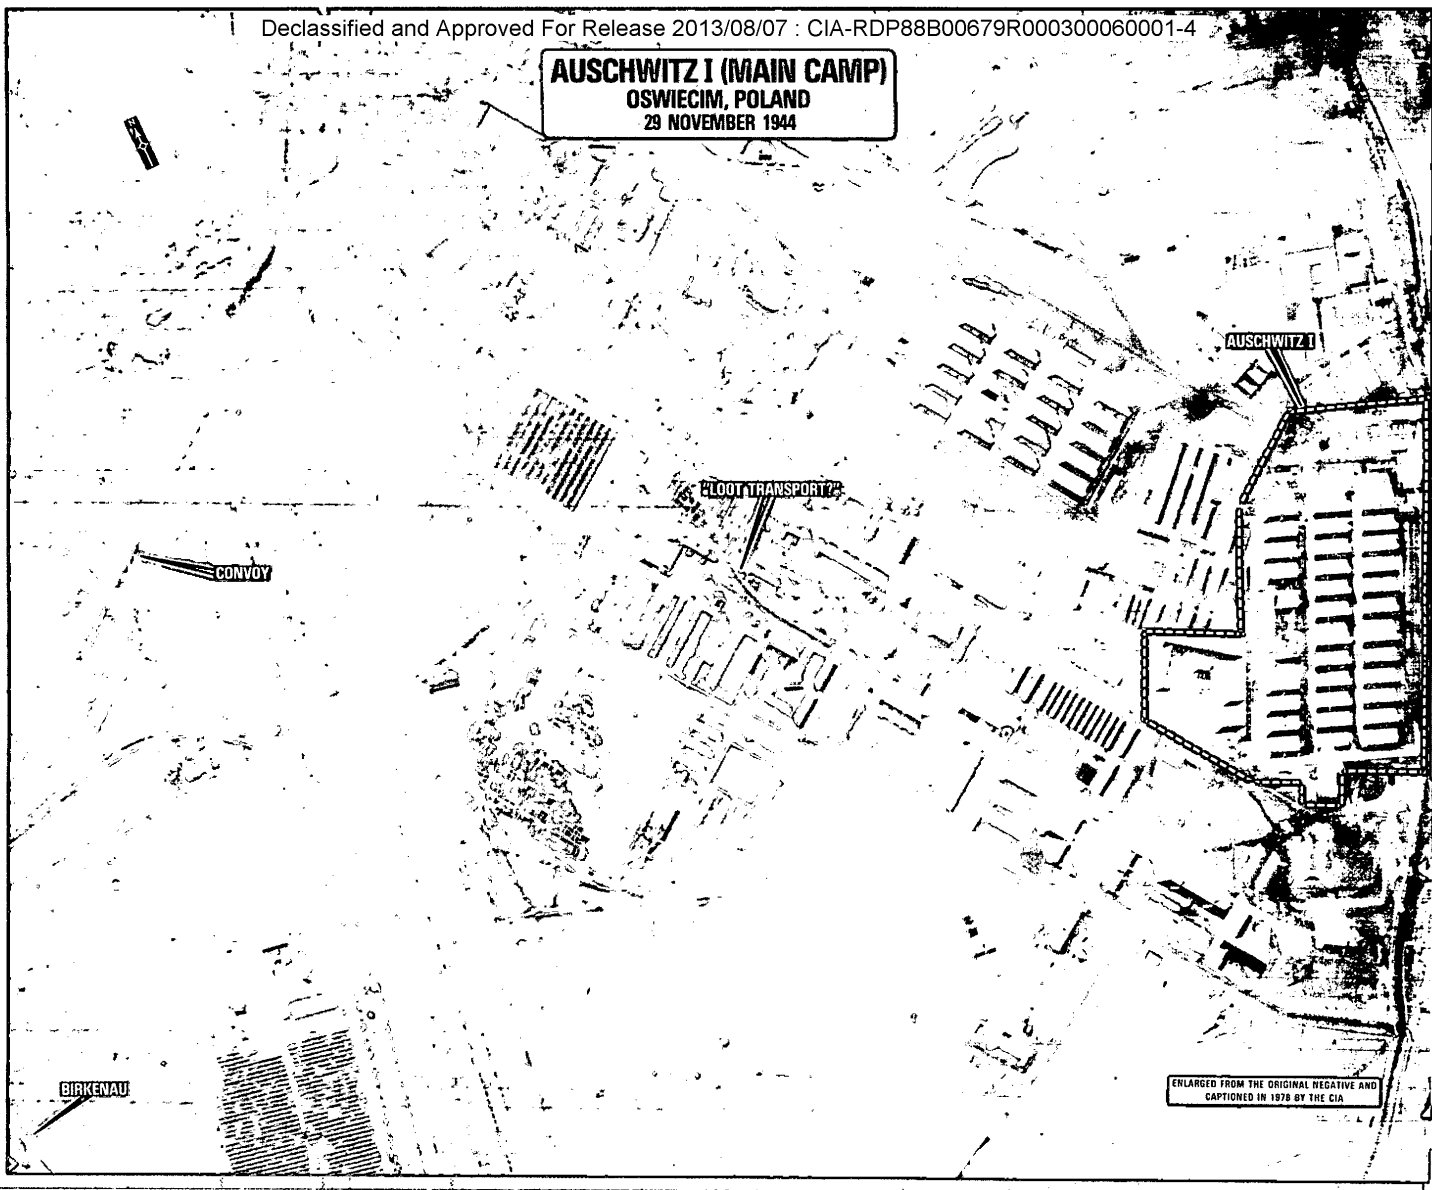 Declassified and Approved For Release 2013/08/07 : CIA-RDP88B00679R000300060001-4
AUSCHWITZ I (MAIN CAMP)
OSWIECIM, POLAND
29 NOVEMBER 1944
AUSCHWITZ I
"LOOT TRANSPORT?"
CONVOY
BIRKENAU
ENLARGED FROM THE ORIGINAL NEGATIVE AND
CAPTIONED IN 1978 BY THE CIA